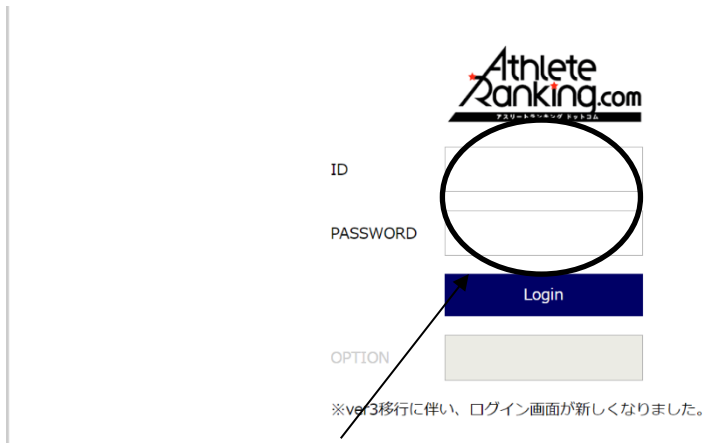 Athlete
Ranking.com
アスリートランキング ドットコム
ID
PASSWORD
Login
OPTION
※ver3移行に伴い、ログイン画面が新しくなりました。